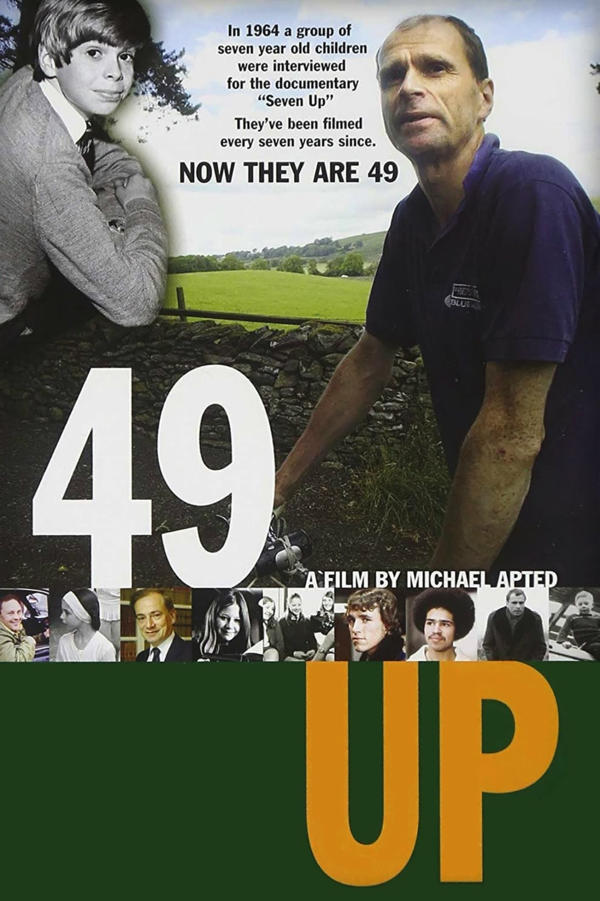 In 1964 a group of
seven year old children
were interviewed
for the documentary
“Seven Up”
They’ve been filmed
every seven years since.
NOW THEY ARE 49
49
A FILM BY MICHAEL APTED
UP